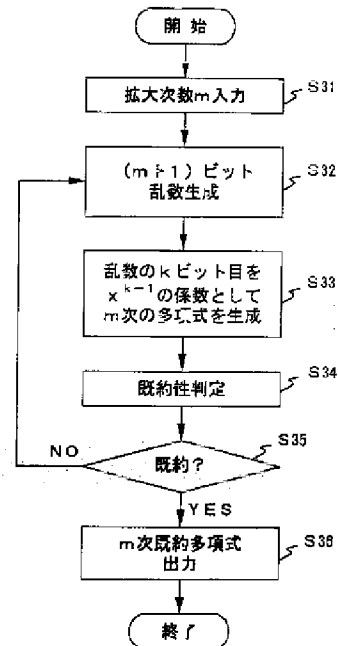 開 始
拡大次数m入力
S31
(m+1)ビット
乱数生成
S32
乱数のkビット目を
x^k-1の係数として
m次の多項式を生成
S33
既約性判定
S34
既約?
S35
NO
YES
m次既約多項式
出力
S36
終了